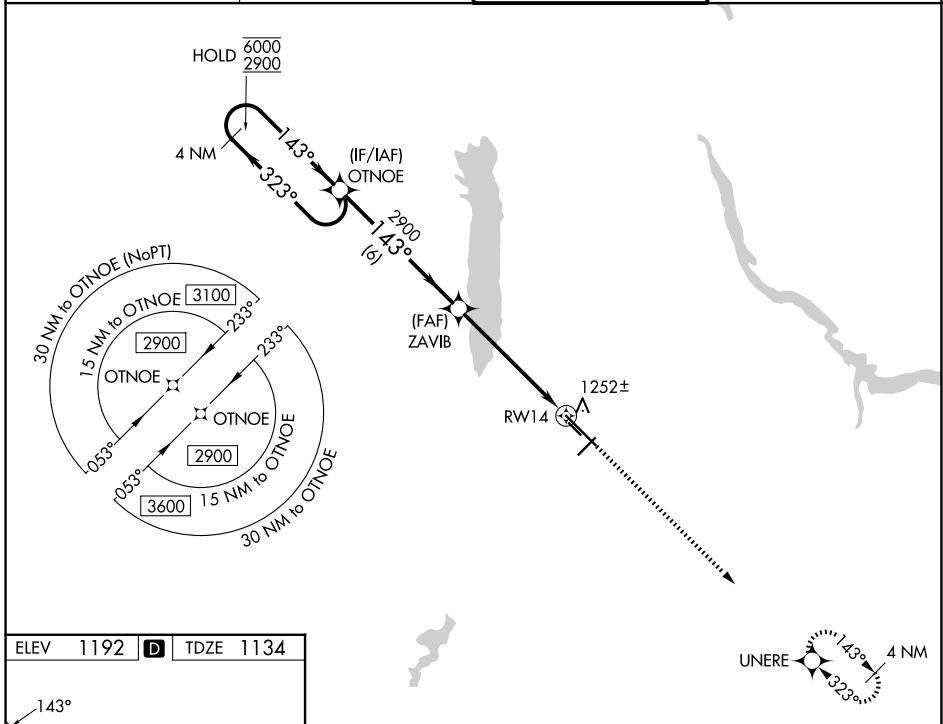 HOLD 6000
2900
4 NM
143°
323°
(IF/IAF)
OTNOE
2900
143°
(6)
(FAF)
ZAVIB
1252±
RW14
30 NM to OTNOE (NoPT)
3100
15 NM to OTNOE
233°
2900
OTNOE
053°
233°
OTNOE
053°
2900
15 NM to OTNOE
3600
30 NM to OTNOE
ELEV 1192 D TDZE 1134
143°
UNERE
143°
4 NM
323°